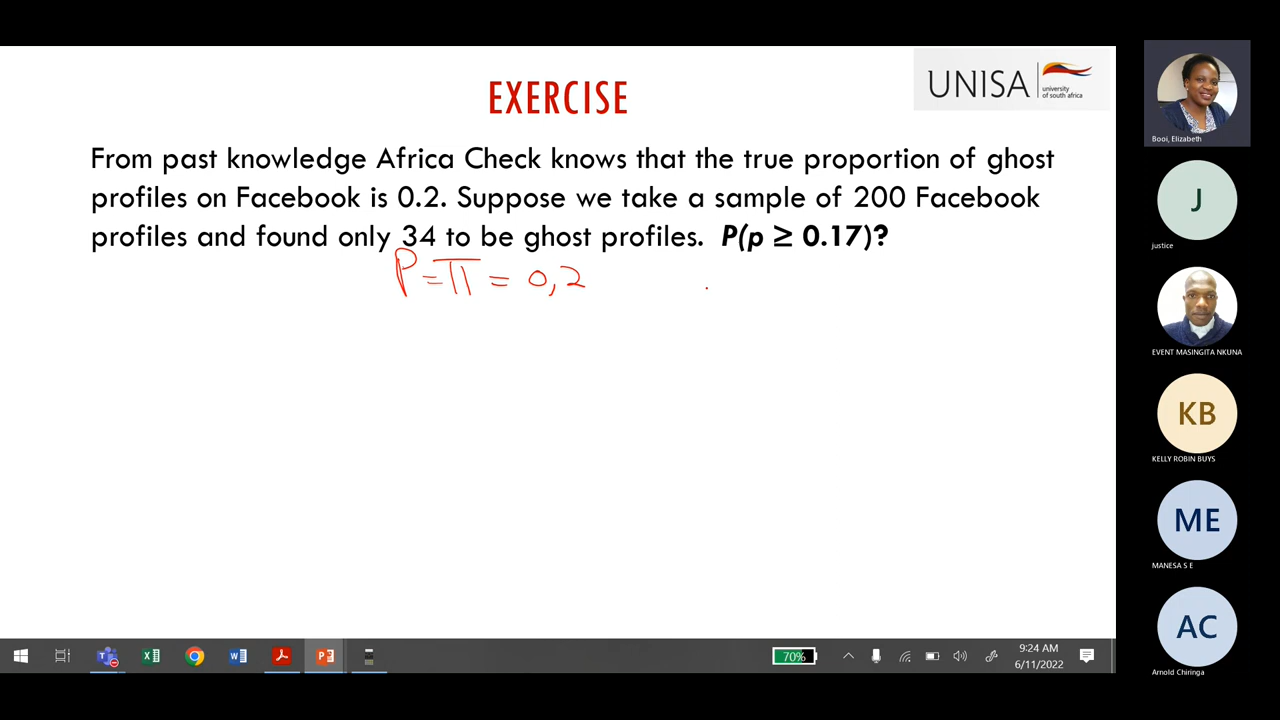 EXERCISE
UNISA
university
of south africa
From past knowledge Africa Check knows that the true proportion of ghost
profiles on Facebook is 0.2. Suppose we take a sample of 200 Facebook
profiles and found only 34 to be ghost profiles. P(p ≥ 0.17)?
P = π = 0,2
Booi, Elizabeth
J
justice
EVENT MASINGITA NKUNA
KB
KELLY ROBIN BUYS
ME
MANESA S E
AC
Arnold Chiringa
70%
9:24 AM
6/11/2022